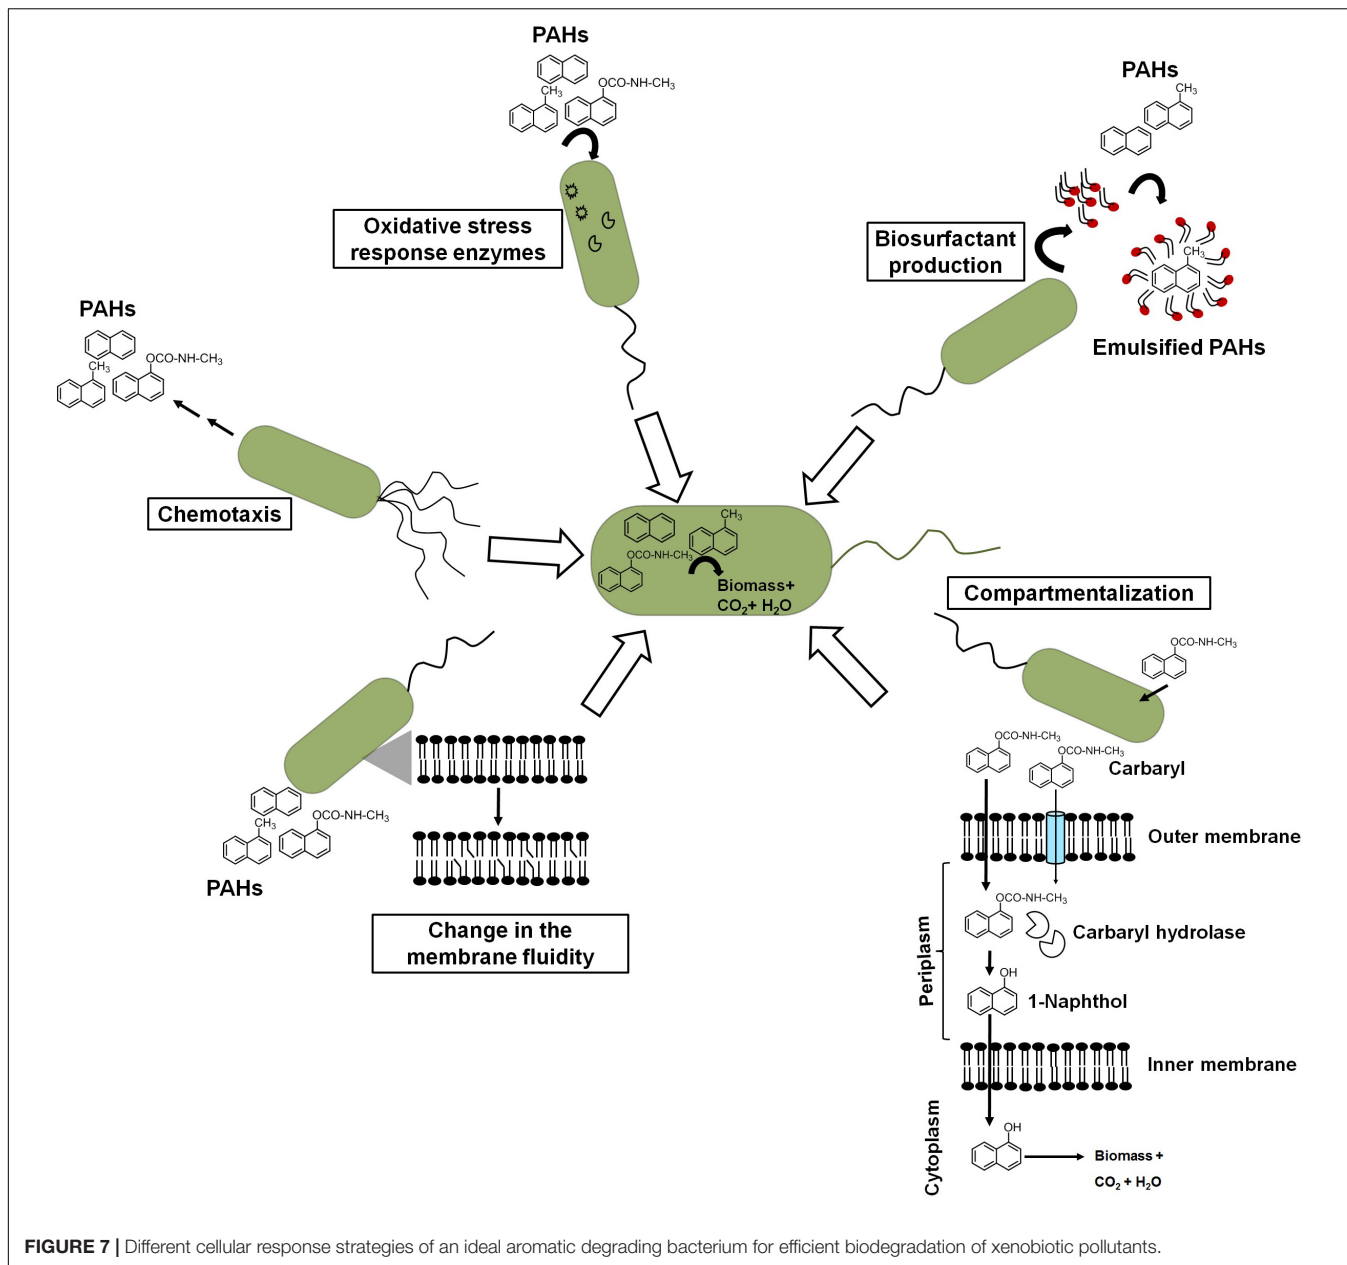 PAHs
CH3
OCO-NH-CH3
Oxidative stress
response enzymes
PAHs
CH3
Biosurfactant
production
CH3
Emulsified PAHs
PAHs
OCO-NH-CH3
CH3
Chemotaxis
CH3
OCO-NH-CH3
Biomass+
CO2+ H2O
PAHs
CH3
OCO-NH-CH3
Change in the
membrane fluidity
Compartmentalization
OCO-NH-CH3
OCO-NH-CH3
OCO-NH-CH3
Carbaryl
Outer membrane
Periplasm
OCO-NH-CH3
Carbaryl hydrolase
OH
1-Naphthol
Inner membrane
Cytoplasm
OH
Biomass +
CO2 + H2O
FIGURE 7 | Different cellular response strategies of an ideal aromatic degrading bacterium for efficient biodegradation of xenobiotic pollutants.